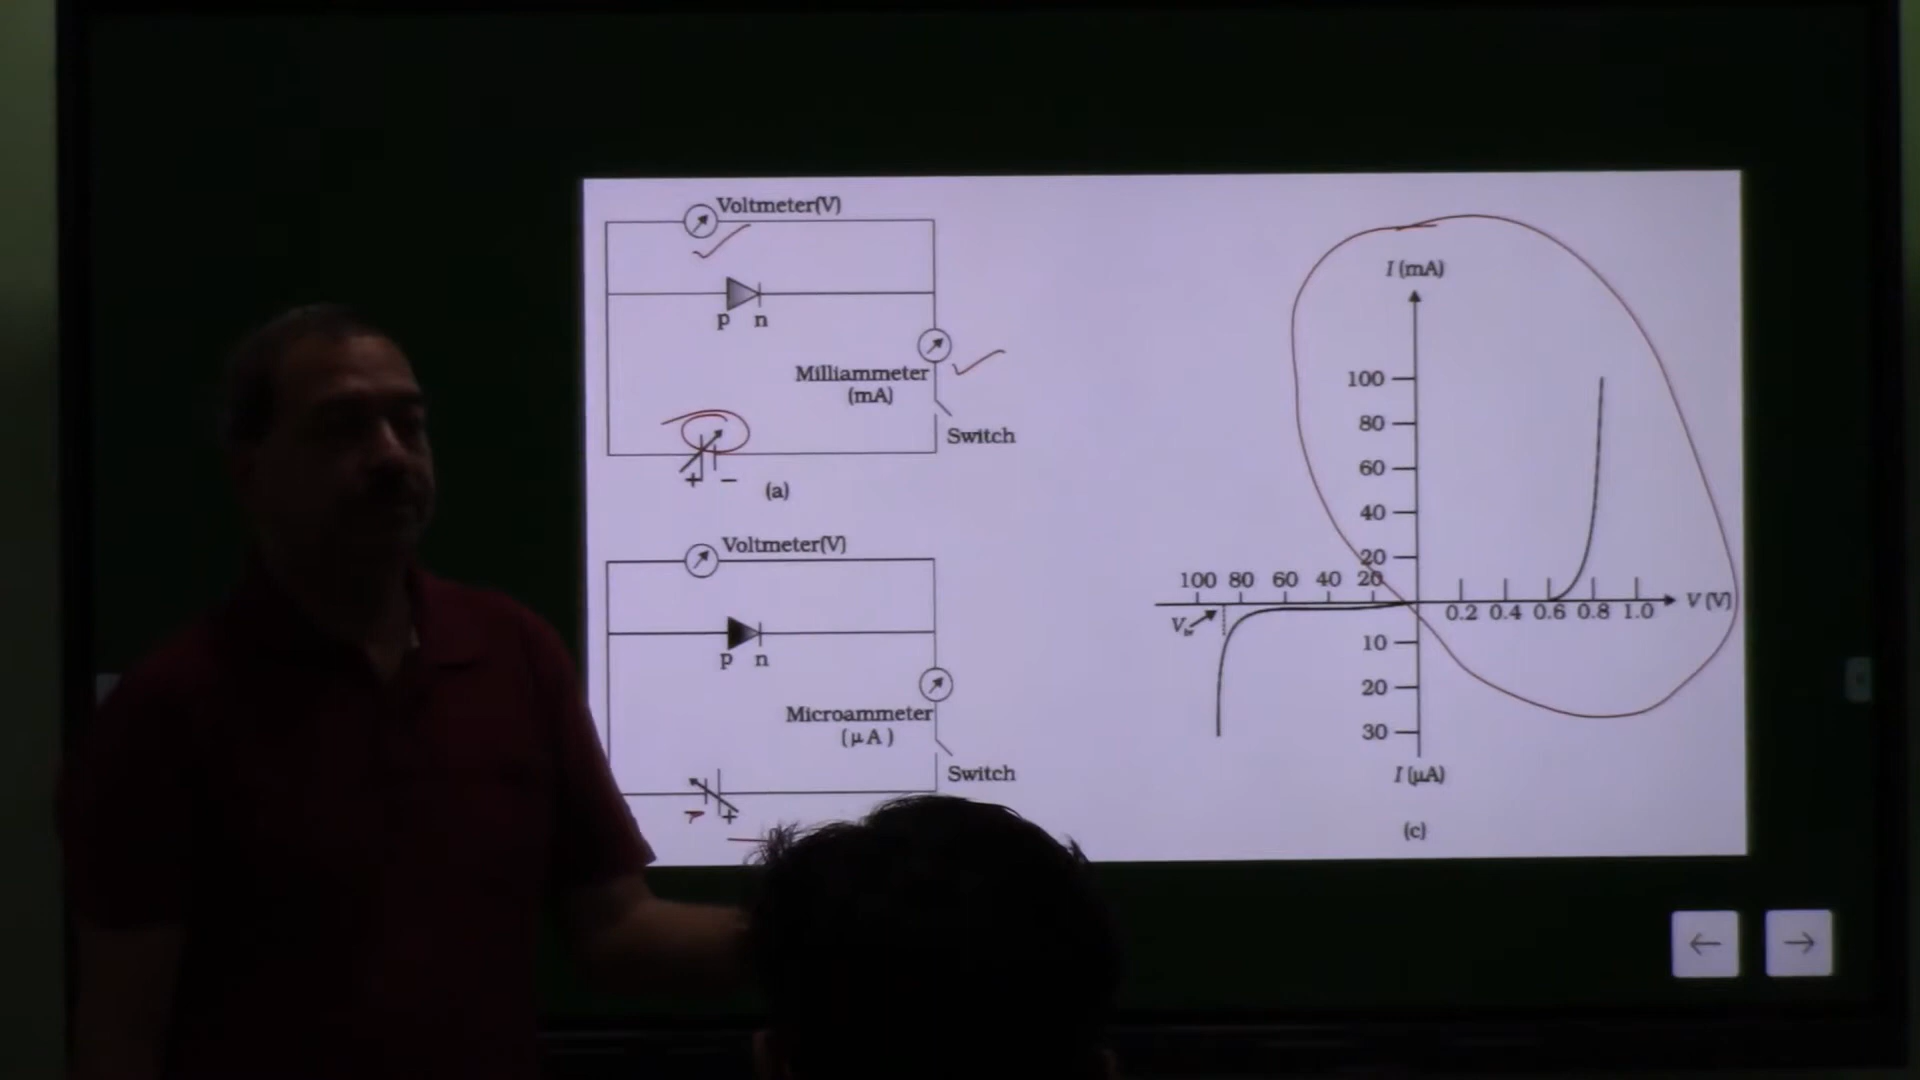 Voltmeter(V)
p n
Milliammeter
(mA)
Switch
+ −
(a)
Voltmeter(V)
p n
Microammeter
(μA)
Switch
− +
I (mA)
100
80
60
40
20
100 80 60 40 20
0.2 0.4 0.6 0.8 1.0 V (V)
Vbr
10
20
30
I (μA)
(c)